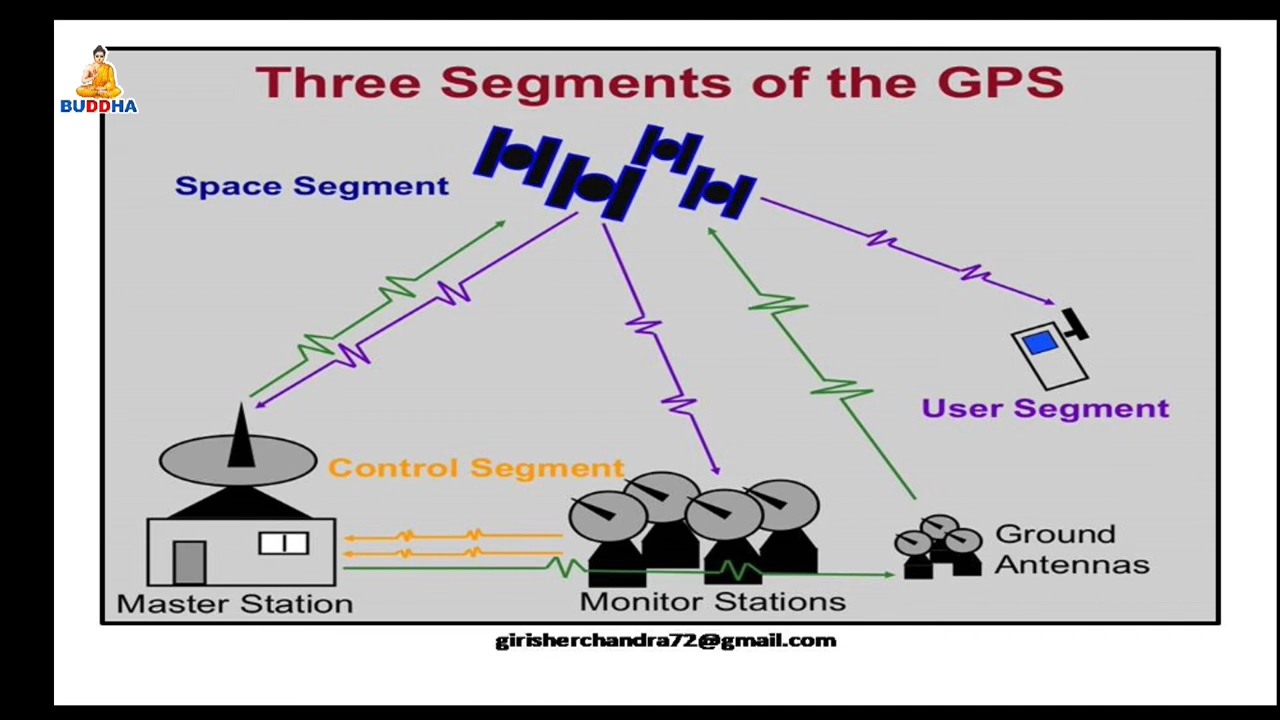 BUDDHA
Three Segments of the GPS
Space Segment
User Segment
Control Segment
Ground
Antennas
Master Station
Monitor Stations
girisherchandra72@gmail.com